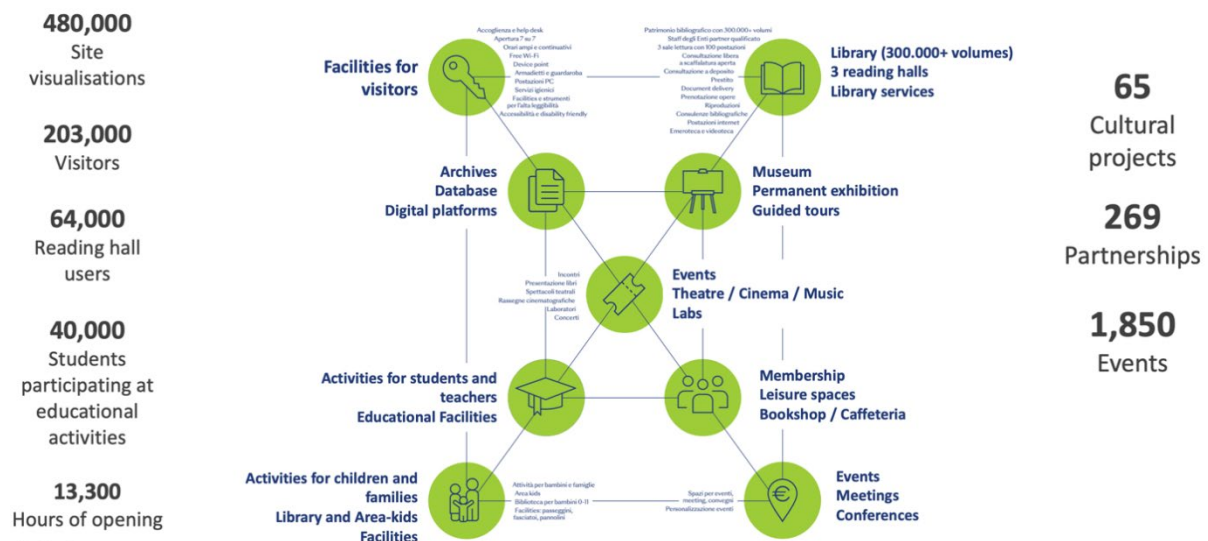 480,000
Site
visualisations
203,000
Visitors
64,000
Reading hall
users
40,000
Students
participating at
educational
activities
13,300
Hours of opening
Facilities for
visitors
Accoglienza e help desk
Apertura 7 su 7
Orari ampi e continuativi
Free Wi-Fi
Device point
Armadietti e guardaroba
Postazioni PC
Servizi igienici
Facilities e strumenti
per l'alta leggibilità
Accessibilità e disability friendly
Patrimonio bibliografico con 300.000+ volumi
Staff degli Enti partner qualificato
3 sale lettura con 100 postazioni
Consultazione libera
a scaffalatura aperta
Consultazione a deposito
Prestito
Document delivery
Prenotazione opere
Riproduzioni
Consulenze bibliografiche
Postazioni internet
Emeroteca e videoteca
Library (300.000+ volumes)
3 reading halls
Library services
Archives
Database
Digital platforms
Museum
Permanent exhibition
Guided tours
Incontri
Presentazione libri
Spettacoli teatrali
Rassegne cinematografiche
Laboratori
Concerti
Events
Theatre / Cinema / Music
Labs
Activities for students and
teachers
Educational Facilities
Membership
Leisure spaces
Bookshop / Caffeteria
Activities for children and
families
Library and Area-kids
Facilities
Attività per bambini e famiglie
Area kids
Biblioteca per bambini 0-11
Facilities: passeggini,
fasciatoi, pannolini
Spazi per eventi,
meeting, convegni
Personalizzazione eventi
€
Events
Meetings
Conferences
65
Cultural
projects
269
Partnerships
1,850
Events